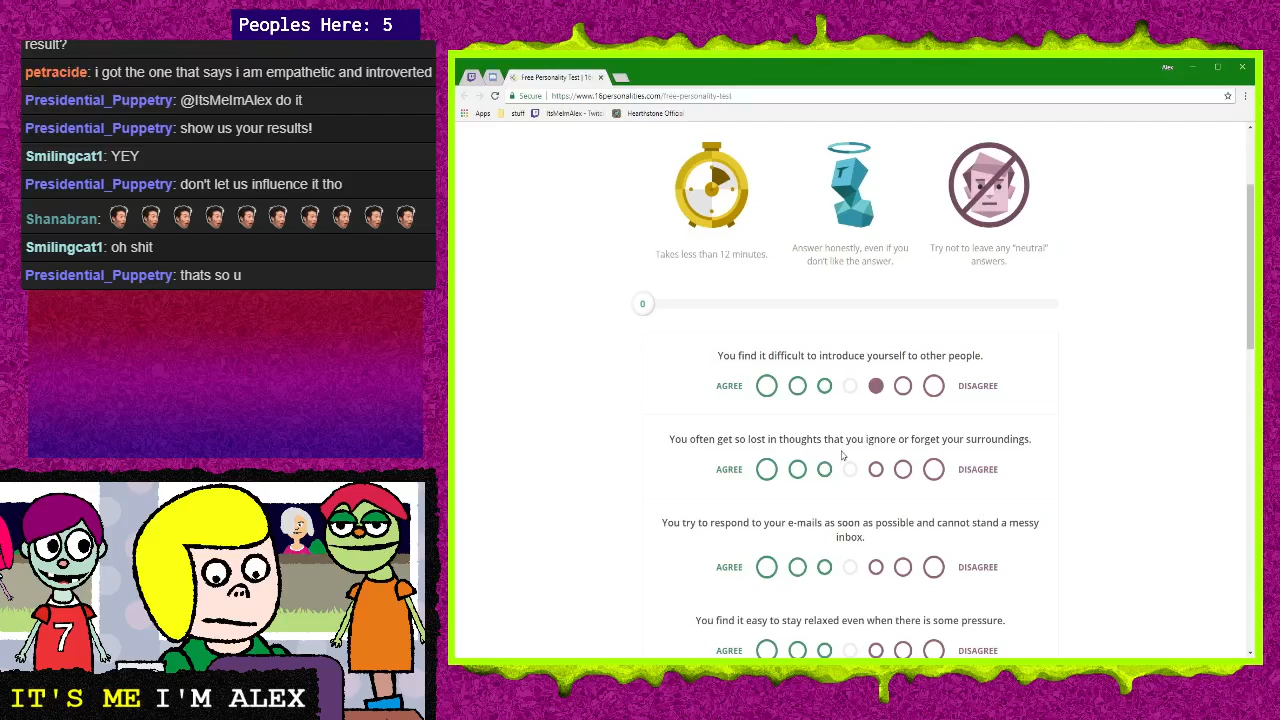 Peoples Here: 5
result?
petracide: i got the one that says i am empathetic and introverted
Presidential_Puppetry: @ItsMeImAlex do it
Presidential_Puppetry: show us your results!
Smilingcat1: YEY
Presidential_Puppetry: don't let us influence it tho
Shanabran:
Smilingcat1: oh shit
Presidential_Puppetry: thats so u
7
IT'S ME I'M ALEX
Free Personality Test | 16
Alex
Secure
https://www.16personalities.com/free-personality-test
Apps
stuff
ItsMeImAlex - Twitc
Hearthstone Official
T
Takes less than 12 minutes.
Answer honestly, even if you
don't like the answer.
Try not to leave any "neutral"
answers.
0
You find it difficult to introduce yourself to other people.
AGREE
DISAGREE
You often get so lost in thoughts that you ignore or forget your surroundings.
AGREE
DISAGREE
You try to respond to your e-mails as soon as possible and cannot stand a messy
inbox.
AGREE
DISAGREE
You find it easy to stay relaxed even when there is some pressure.
AGREE
DISAGREE